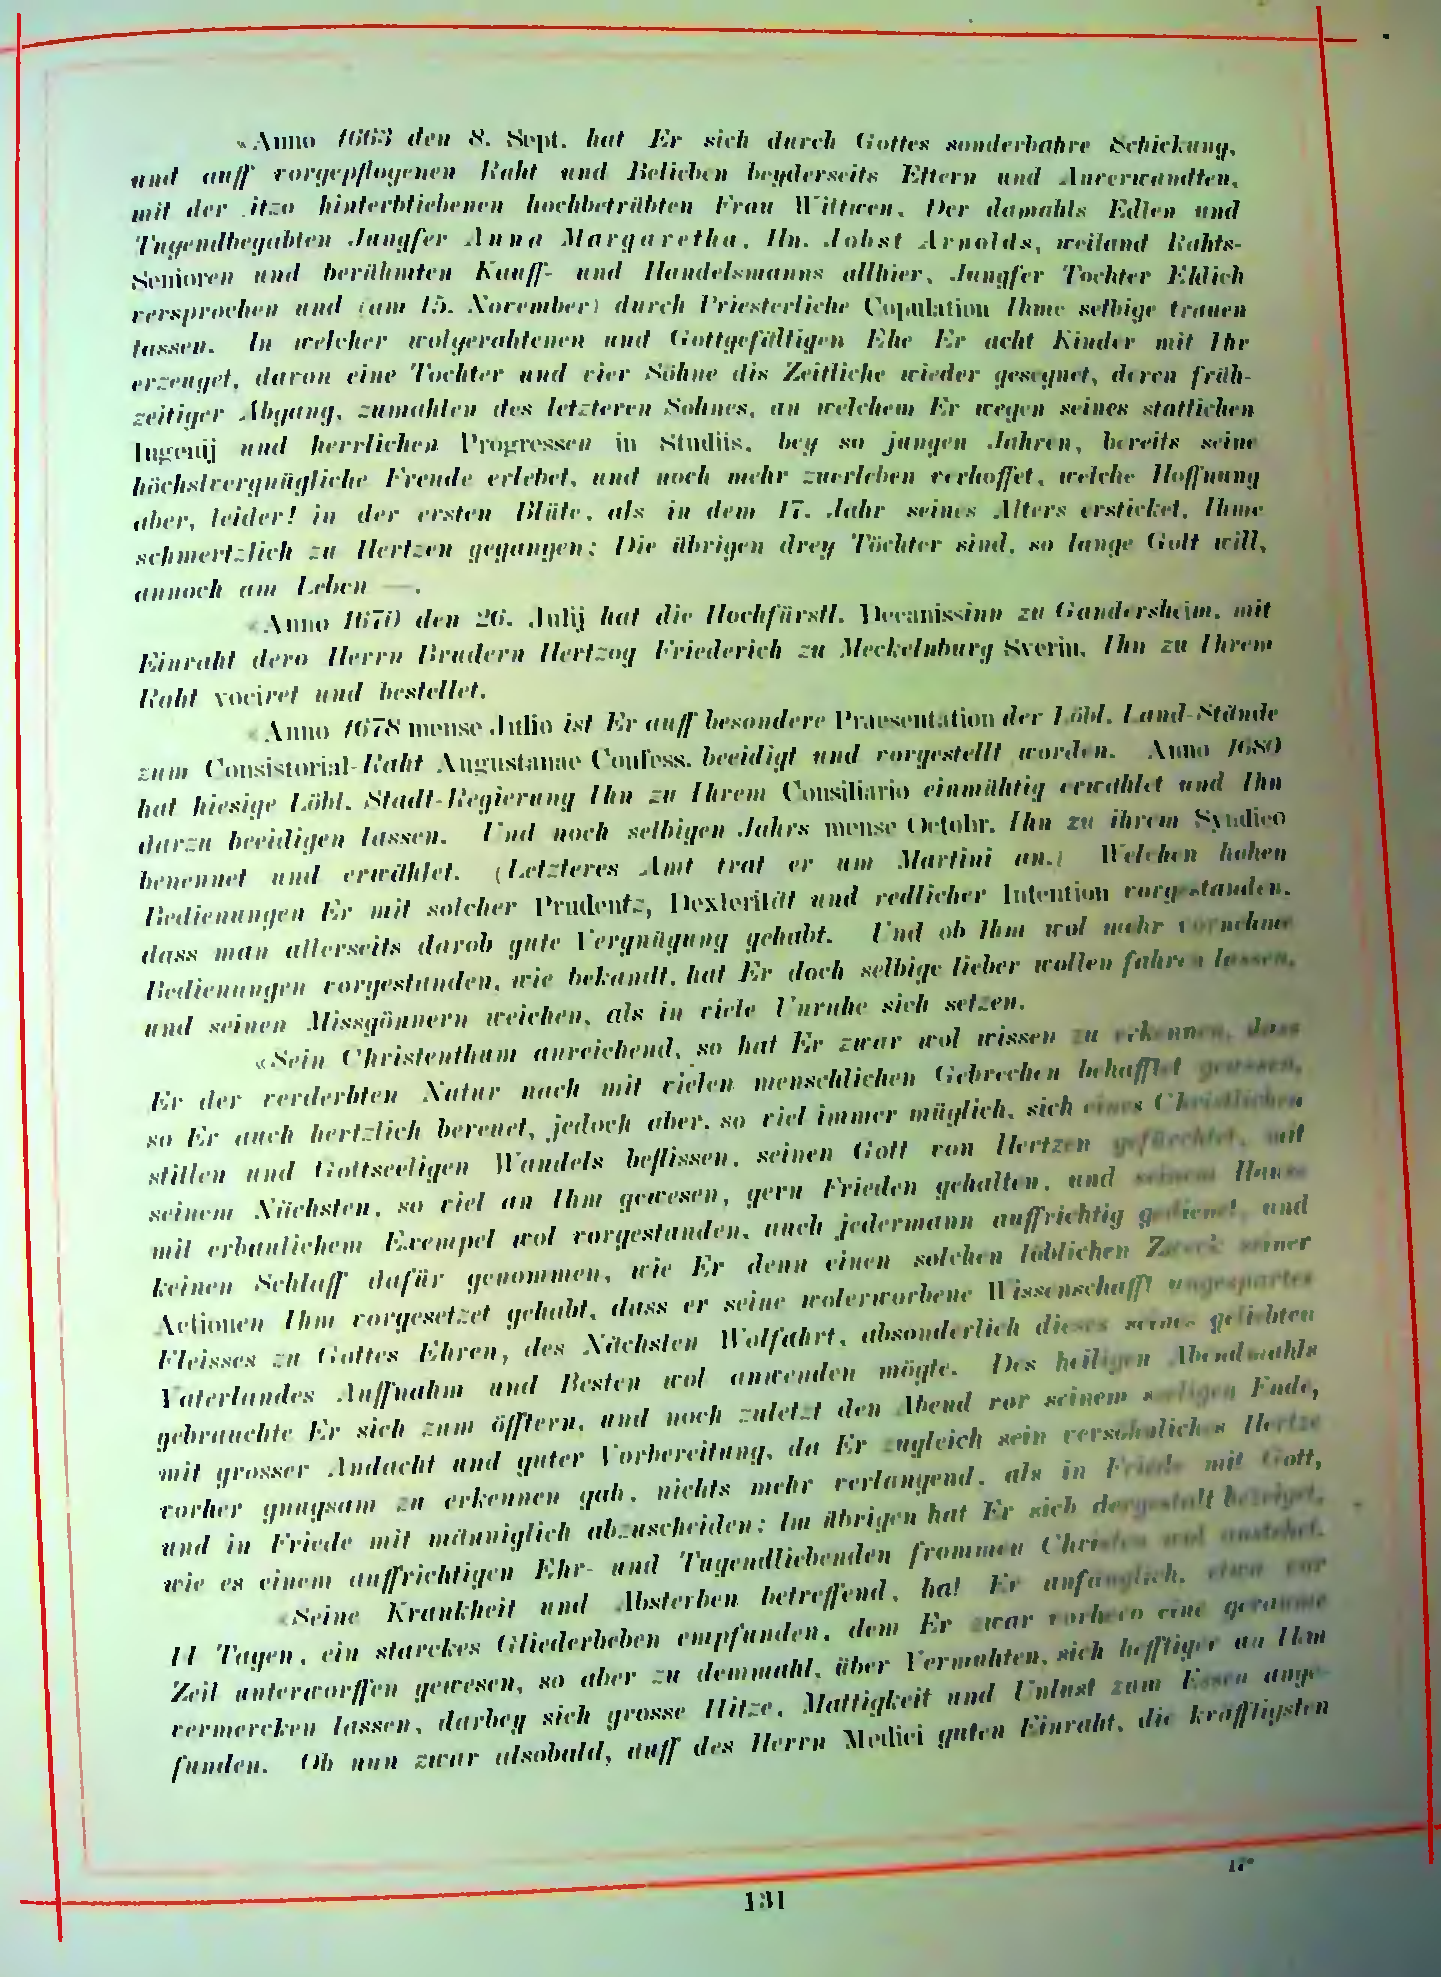 «Anno 1663 den 8. Sept. hat Er sich durch Gottes sonderbahre Schickung,
und auff vorgepflogenen Raht und Belieben beyderseits Eltern und Anverwandten,
mit der itzo hinterbliebenen hochbetrübten Frau Wittwen, Der damahls Edlen und
Tugendbegabten Jungfer Anna Margaretha, Hn. Jobst Arnolds, weiland Rahts-
Senioren und berühmten Kauff- und Handelsmanns allhier, Jungfer Tochter Ehlich
versprochen und (am 15. November) durch Priesterliche Copulation Ihme selbige trauen
lassen. In welcher wolgerahtenen und Gottgefälligen Ehe Er acht Kinder mit Ihr
erzeuget, davon eine Tochter und vier Söhne dis Zeitliche wieder gesegnet, deren früh-
zeitiger Abgang, zumahlen des letzteren Sohnes, an welchem Er wegen seines statlichen
Ingenij und herrlichen Progressen in Studiis, bey so jungen Jahren, bereits seine
höchstvergnügliche Freude erlebet, und noch mehr zuerleben verhoffet, welche Hoffnung
aber, leider! in der ersten Blüte, als in dem 17. Jahr seines Alters ersticket, Ihme
schmertzlich zu Hertzen gegangen; Die übrigen drey Töchter sind, so lange Gott will,
annoch am Leben —.
«Anno 1670 den 26. Julij hat die Hochfürstl. Decanissinn zu Gandersheim, mit
Einraht dero Herrn Brudern Hertzog Friederich zu Meckelnburg Sverin, Ihn zu Ihrem
Raht vociret und bestellet.
«Anno 1678 mense Julio ist Er auff besondere Praesentation der Löbl. Land-Stände
zum Consistorial-Raht Augustanae Confess. beeidigt und vorgestellt worden. Anno 1680
hat hiesige Löbl. Stadt-Regierung Ihn zu Ihrem Consiliario einmühtig erwählet und Ihn
darzu beeidigen lassen. Und noch selbigen Jahrs mense Octobr. Ihn zu ihrem Syndico
benennet und erwählet. (Letzteres Amt trat er um Martini an.) Welchen hohen
Bedienungen Er mit solcher Prudentz, Dexterität und redlicher Intention vorgestanden,
dass man allerseits darob gute Vergnügung gehabt. Und ob Ihm wol mehr vornehme
Bedienungen vorgestanden, wie bekandt, hat Er doch selbige lieber wollen fahren lassen,
und seinen Missgönnern weichen, als in viele Unruhe sich setzen.
«Sein Christenthum anreichend, so hat Er zwar wol wissen zu erkennen, dass
Er der verderbten Natur nach mit vielen menschlichen Gebrechen behafftet gewesen,
so Er auch hertzlich bereuet, jedoch aber, so viel immer müglich, sich eines Christlichen
stillen und Gottseeligen Wandels beflissen, seinen Gott von Hertzen gefürchtet, mit
seinem Nächsten, so viel an Ihm gewesen, gern Frieden gehalten, und seinem Hause
mit erbaulichem Exempel wol vorgestanden, auch jedermann auffrichtig gedienet, und
keinen Schlaff dafür genommen, wie Er denn einen solchen löblichen Zweck seiner
Actionen Ihm vorgesetzet gehabt, dass er seine wolerworbene Wissenschafft ungespartes
Fleisses zu Gottes Ehren, des Nächsten Wolfahrt, absonderlich dieses seines geliebten
Vaterlandes Auffnahm und Besten wol anwenden mögte. Des heiligen Abendmahls
gebrauchte Er sich zum öfftern, und noch zuletzt den Abend vor seinem seeligen Ende,
mit grosser Andacht und guter Vorbereitung, da Er zugleich sein versöhnliches Hertze
vorher gnugsam zu erkennen gab, nichts mehr verlangend, als in Friede mit Gott,
und in Friede mit männiglich abzuscheiden; Im übrigen hat Er sich dergestalt bezeiget,
wie es einem auffrichtigen Ehr- und Tugendliebenden frommen Christen wol anstehet.
«Seine Krankheit und Absterben betreffend, hat Er anfänglich, etwa vor
14 Tagen, ein starckes Gliederbeben empfunden, dem Er zwar vorhero eine geraume
Zeit unterworffen gewesen, so aber zu demmahl, über Vermuhten, sich hefftiger an Ihm
vermercken lassen, darbey sich grosse Hitze, Mattigkeit und Unlust zum Essen ange-
funden. Ob nun zwar alsobald, auff des Herrn Medici guten Einraht, die kräfftigsten
17*
131